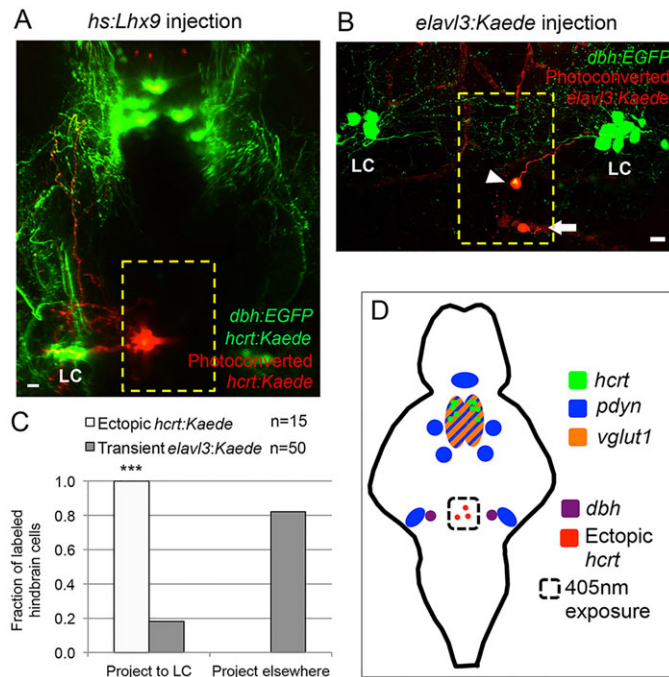 A
hs:Lhx9 injection
dbh:EGFP
hcrt:Kaede
Photoconverted
hcrt:Kaede
LC
B
elavl3:Kaede injection
dbh:EGFP
Photoconverted
elavl3:Kaede
LC
LC
C
Ectopic hcrt:Kaede n=15
Transient elavl3:Kaede n=50
Fraction of labeled
hindbrain cells
1.0
0.8
0.6
0.4
0.2
0.0
***
Project to LC
Project elsewhere
D
hcrt
pdyn
vglut1
dbh
Ectopic
hcrt
405nm
exposure